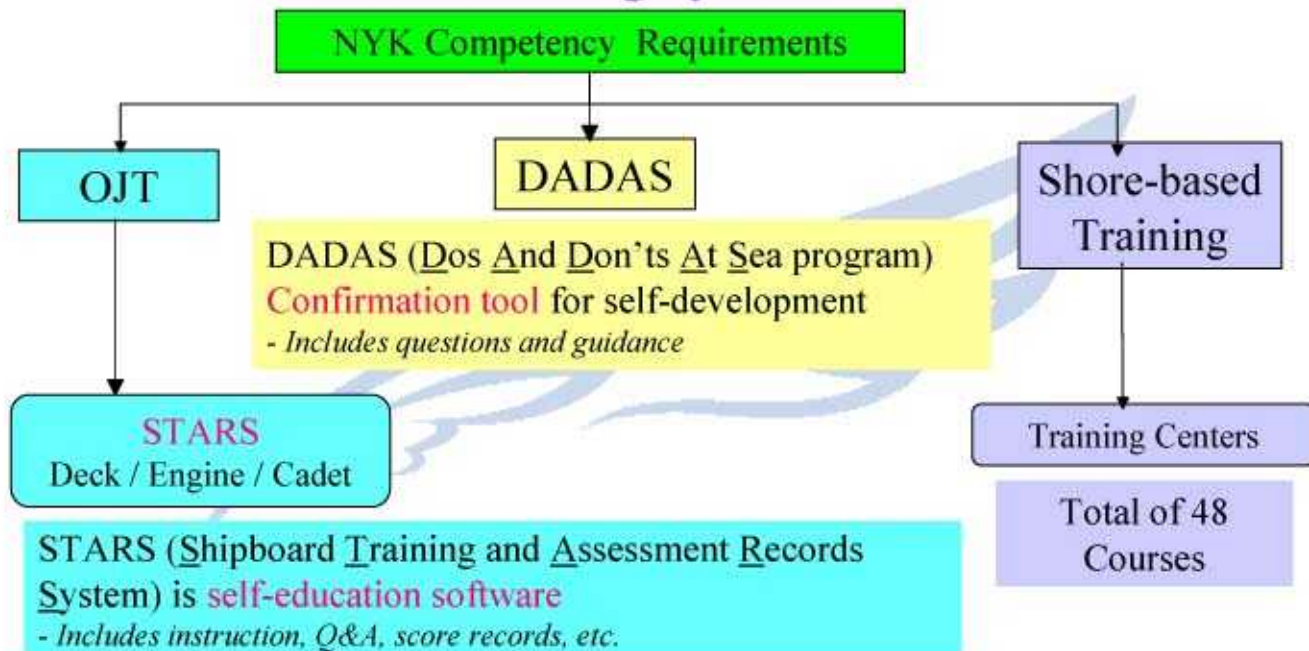 NYK Competency Requirements
OJT
DADAS
Shore-based
Training
DADAS (Dos And Don'ts At Sea program)
Confirmation tool for self-development
- Includes questions and guidance
STARS
Deck / Engine / Cadet
Training Centers
Total of 48
Courses
STARS (Shipboard Training and Assessment Records
System) is self-education software
- Includes instruction, Q&A, score records, etc.